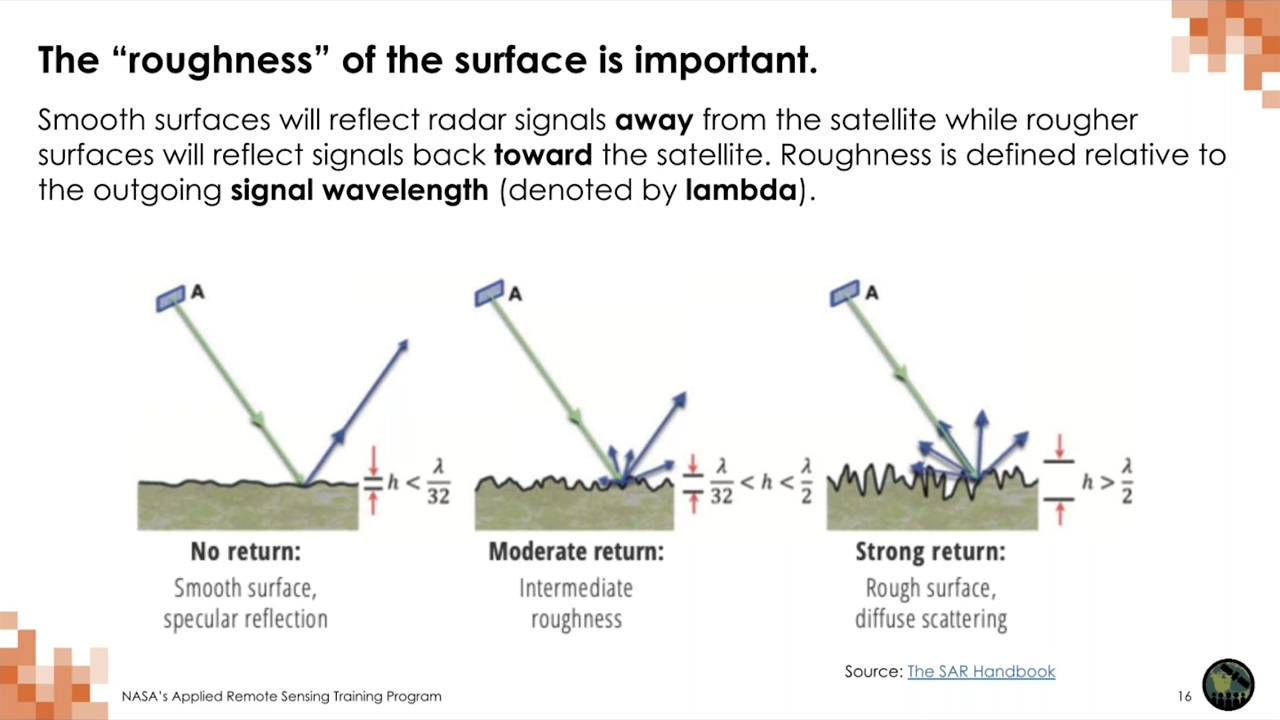 The “roughness” of the surface is important.
Smooth surfaces will reflect radar signals away from the satellite while rougher
surfaces will reflect signals back toward the satellite. Roughness is defined relative to
the outgoing signal wavelength (denoted by lambda).
A
A
A
h < λ/32
λ/32 < h < λ/2
h > λ/2
No return:
Smooth surface,
specular reflection
Moderate return:
Intermediate
roughness
Strong return:
Rough surface,
diffuse scattering
Source: The SAR Handbook
NASA’s Applied Remote Sensing Training Program
16